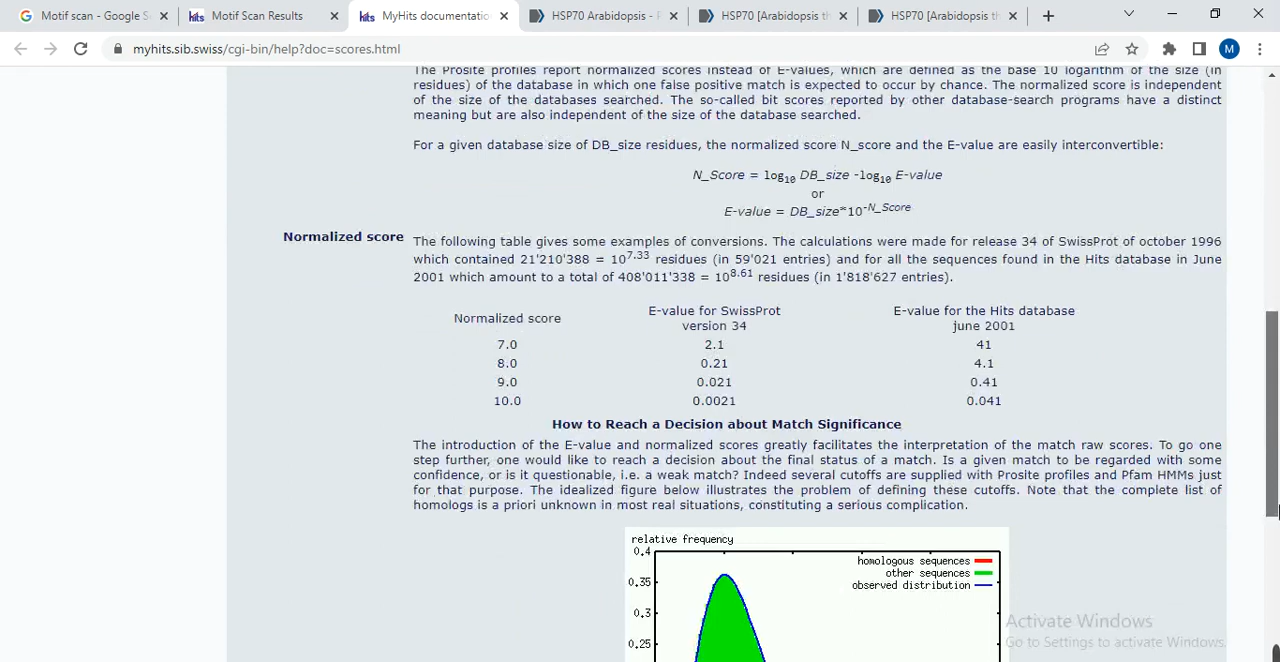 motif scan - Google S
Motif Scan Results
MyHits documentatio
HSP70 Arabidopsis - P
HSP70 [Arabidopsis th
HSP70 [Arabidopsis th
myhits.sib.swiss/cgi-bin/help?doc=scores.html
M
The Prosite profiles report normalized scores instead of E-values, which are defined as the base 10 logarithm of the size (in
residues) of the database in which one false positive match is expected to occur by chance. The normalized score is independent
of the size of the databases searched. The so-called bit scores reported by other database-search programs have a distinct
meaning but are also independent of the size of the database searched.
For a given database size of DB_size residues, the normalized score N_score and the E-value are easily interconvertible:
N_Score = log10 DB_size -log10 E-value
or
E-value = DB_size*10-N_Score
Normalized score
The following table gives some examples of conversions. The calculations were made for release 34 of SwissProt of october 1996
which contained 21'210'388 = 10^7.33 residues (in 59'021 entries) and for all the sequences found in the Hits database in June
2001 which amount to a total of 408'011'338 = 10^8.61 residues (in 1'818'627 entries).
Normalized score E-value for SwissProt version 34 E-value for the Hits database june 2001
7.0 2.1 41
8.0 0.21 4.1
9.0 0.021 0.41
10.0 0.0021 0.041
How to Reach a Decision about Match Significance
The introduction of the E-value and normalized scores greatly facilitates the interpretation of the match raw scores. To go one
step further, one would like to reach a decision about the final status of a match. Is a given match to be regarded with some
confidence, or is it questionable, i.e. a weak match? Indeed several cutoffs are supplied with Prosite profiles and Pfam HMMs just
for that purpose. The idealized figure below illustrates the problem of defining these cutoffs. Note that the complete list of
homologs is a priori unknown in most real situations, constituting a serious complication.
relative frequency
0.4
homologous sequences
other sequences
observed distribution
0.35
0.3
0.25
Activate Windows
Go to Settings to activate Windows.